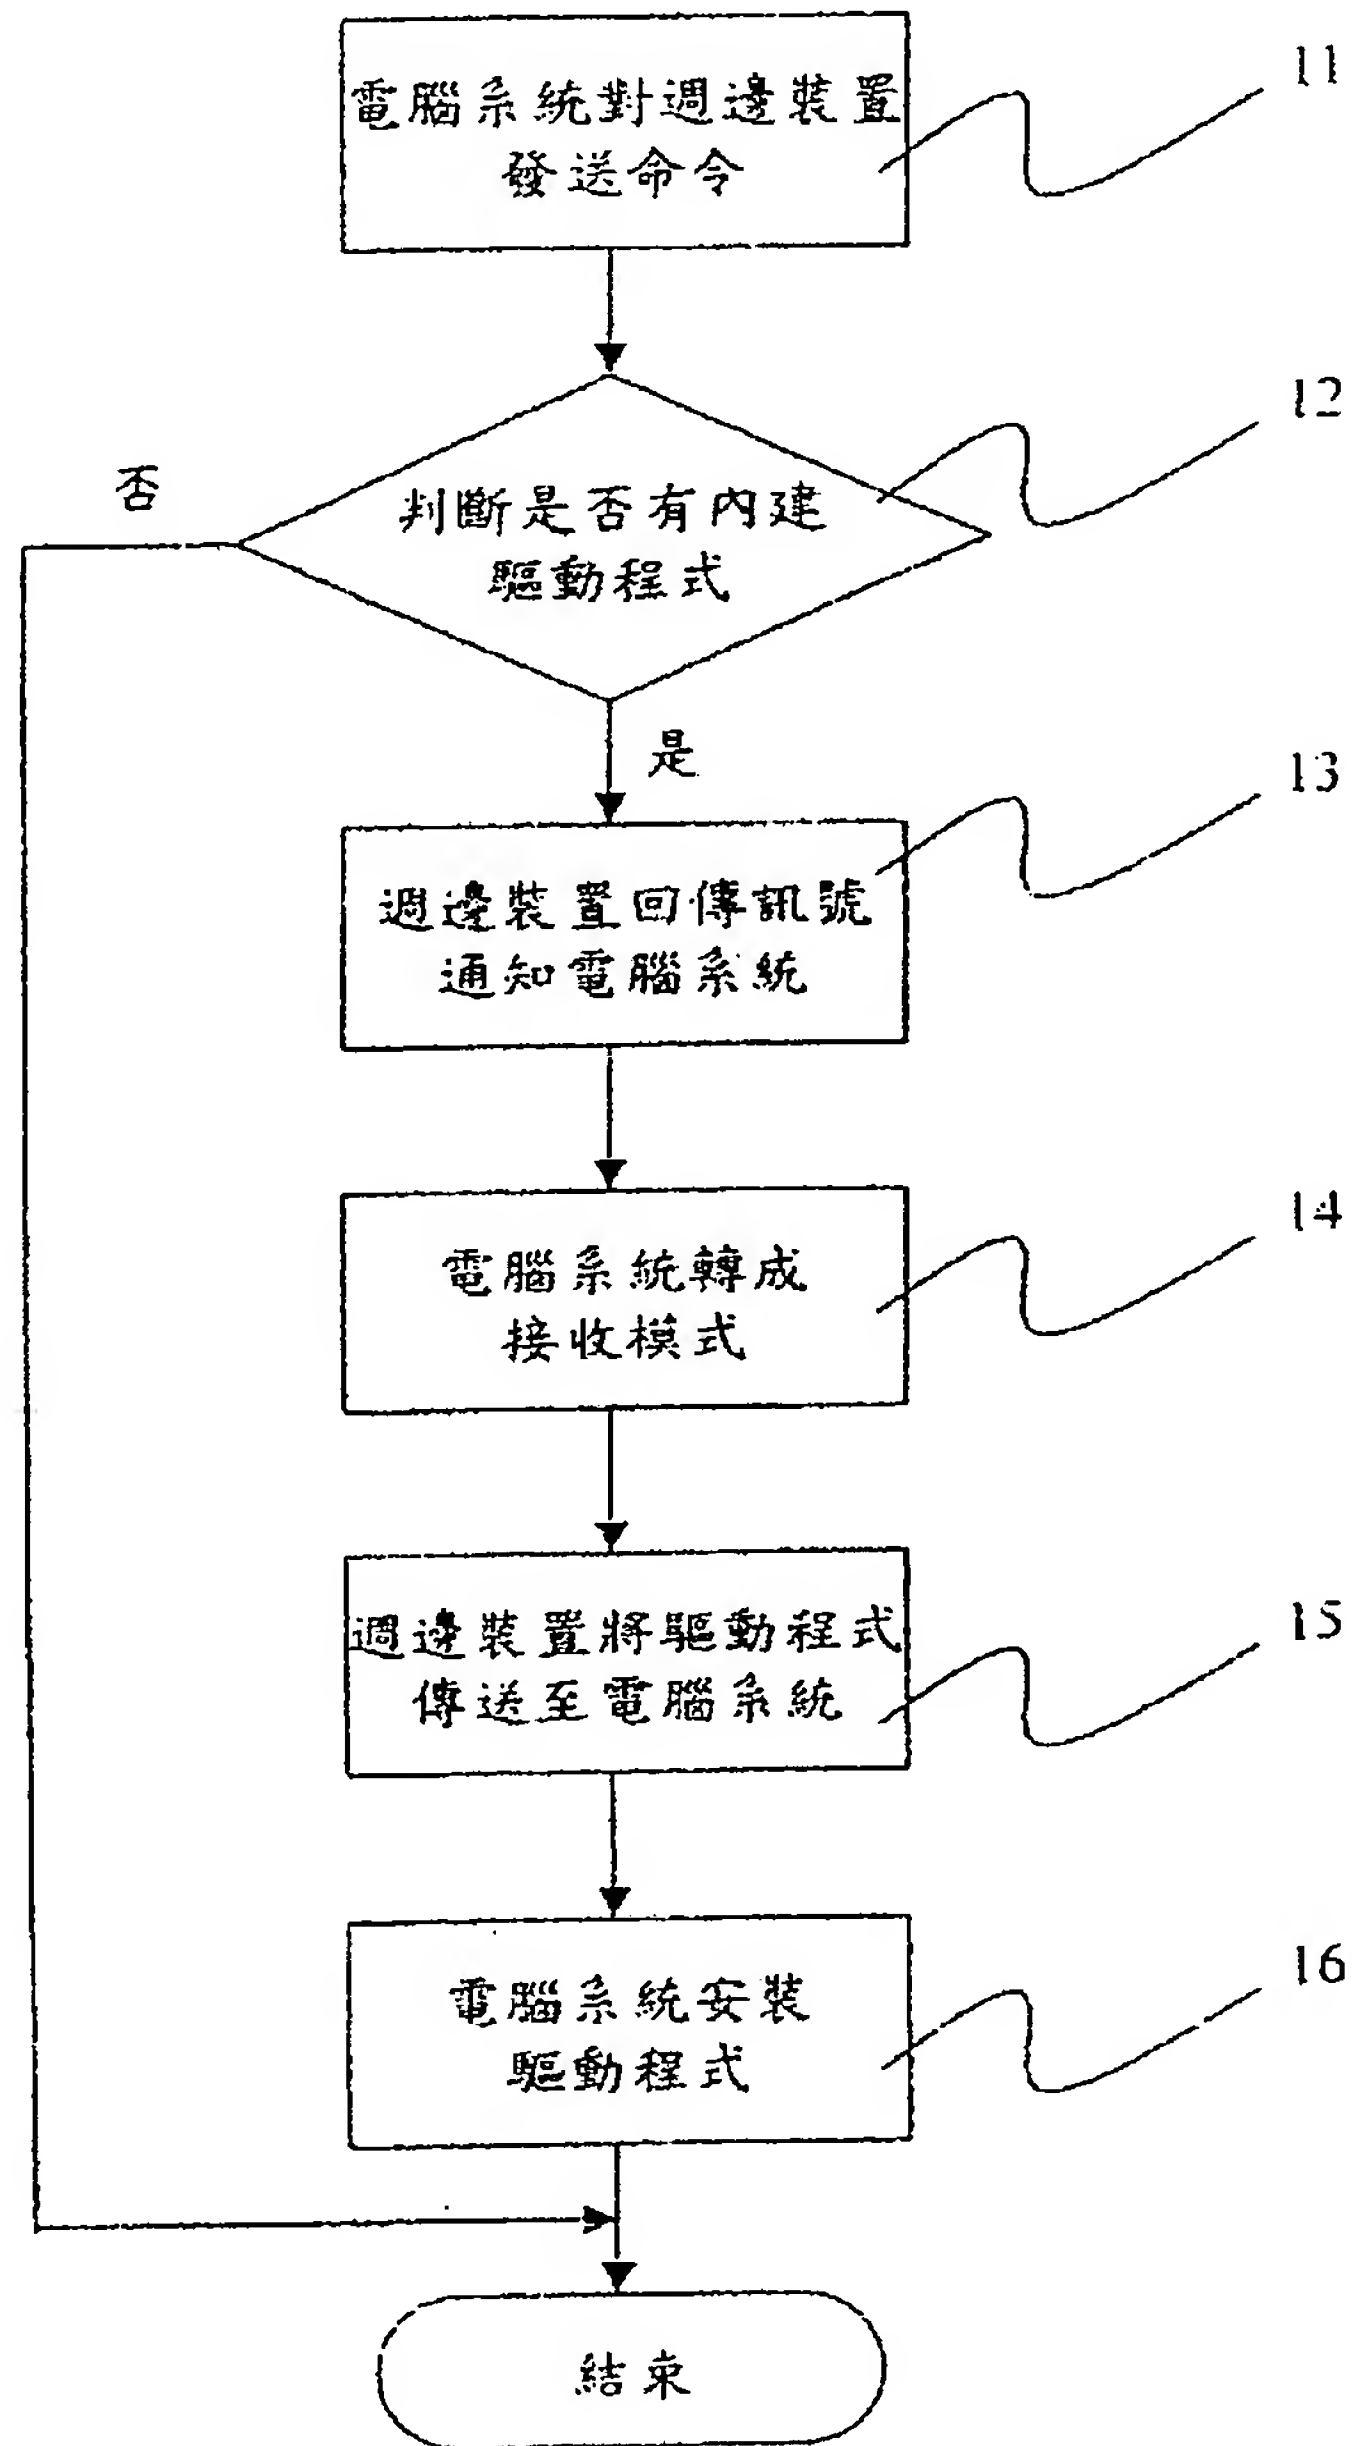 電腦系統對週邊裝置
發送命令
11
判斷是否有內建
驅動程式
12
否
是
週邊裝置回傳訊號
通知電腦系統
13
電腦系統轉成
接收模式
14
週邊裝置將驅動程式
傳送至電腦系統
15
電腦系統安裝
驅動程式
16
結束